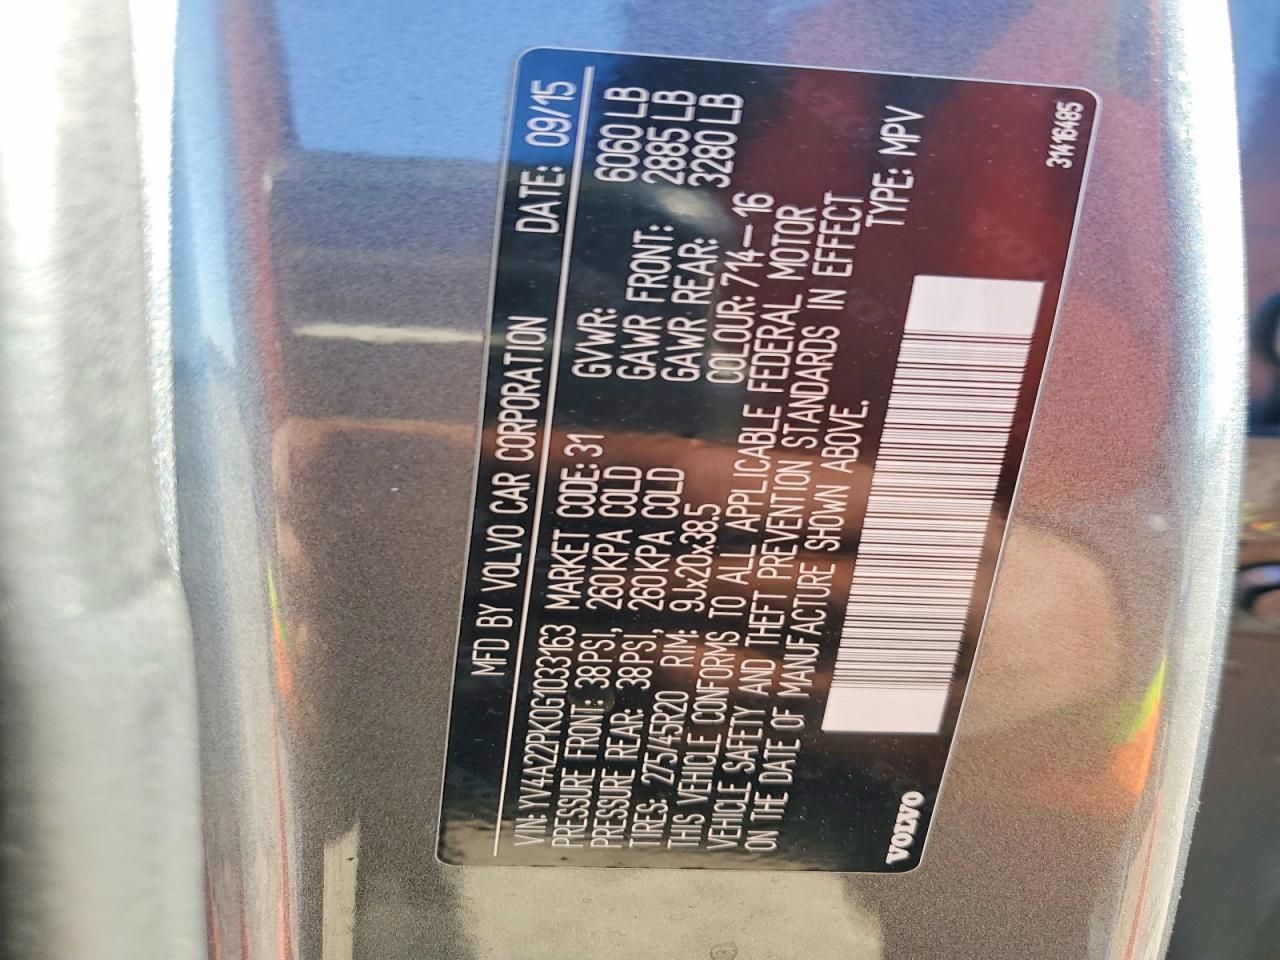 MFD BY VOLVO CAR CORPORATION DATE: 09/15
VIN: YV4A22PK0G1033163 MARKET CODE: 31 GVWR: 6060 LB
PRESSURE FRONT: 38PSI, 260KPA COLD GAWR FRONT: 2885 LB
PRESSURE REAR: 38PSI, 260KPA COLD GAWR REAR: 3280 LB
TIRES: 275/45R20 RIM: 9Jx20x38.5 COLOUR: 714-16
THIS VEHICLE CONFORMS TO ALL APPLICABLE FEDERAL MOTOR
VEHICLE SAFETY AND THEFT PREVENTION STANDARDS IN EFFECT
ON THE DATE OF MANUFACTURE SHOWN ABOVE. TYPE: MPV
VOLVO 31416485